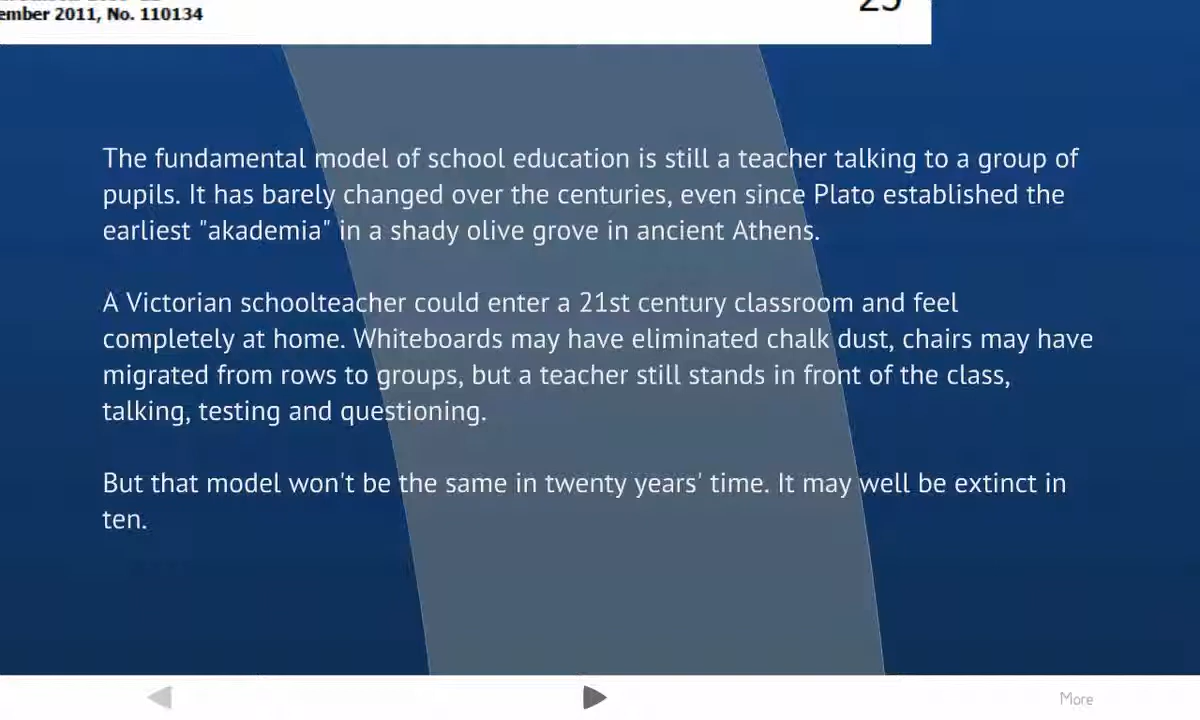 ember 2011, No. 110134
The fundamental model of school education is still a teacher talking to a group of
pupils. It has barely changed over the centuries, even since Plato established the
earliest "akademia" in a shady olive grove in ancient Athens.
A Victorian schoolteacher could enter a 21st century classroom and feel
completely at home. Whiteboards may have eliminated chalk dust, chairs may have
migrated from rows to groups, but a teacher still stands in front of the class,
talking, testing and questioning.
But that model won't be the same in twenty years' time. It may well be extinct in
ten.
More